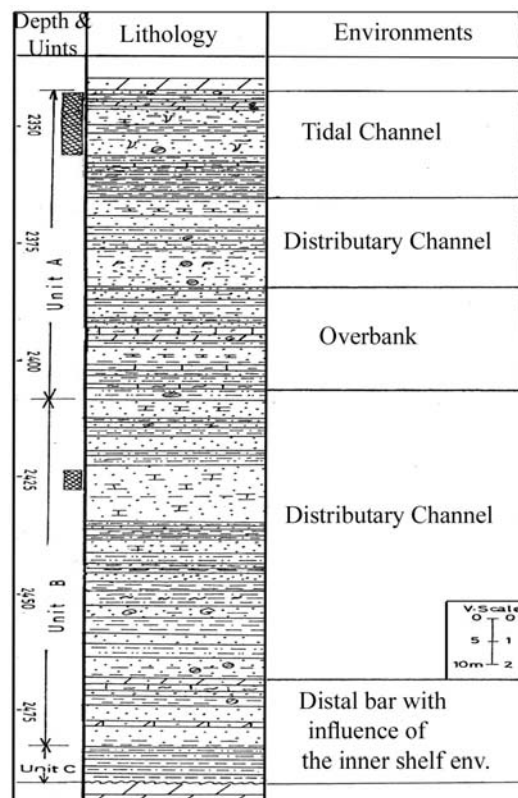 Depth & Uints
Lithology
Environments
2350
2375
2400
2425
2450
2475
Unit A
Unit B
Unit C
Tidal Channel
Distributary Channel
Overbank
Distributary Channel
V. Scale
0 0
5 1
10m 2
Distal bar with
influence of
the inner shelf env.